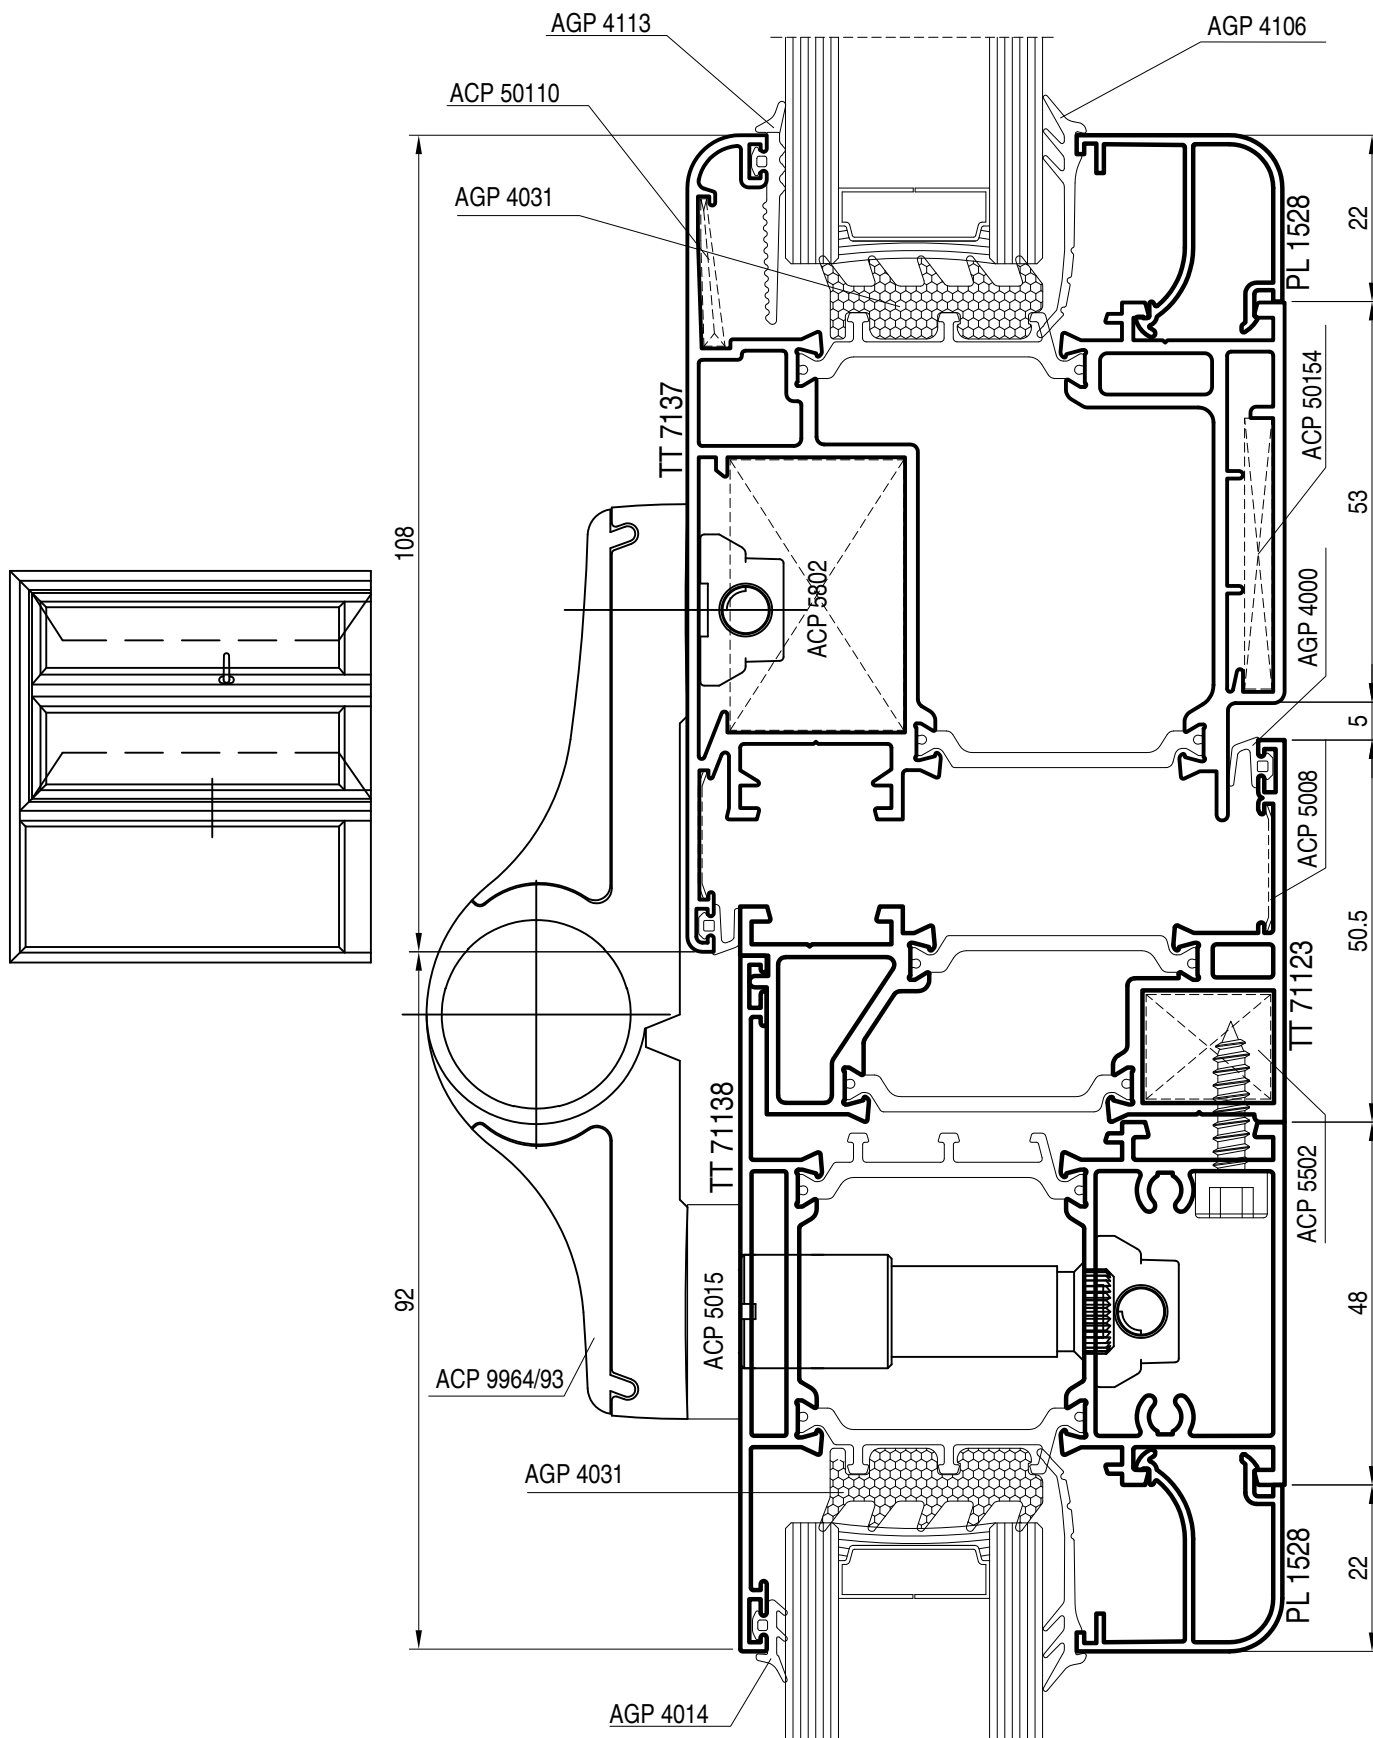 AGP 4113
AGP 4106
ACP 50110
AGP 4031
PL 1528
22
ACP 50154
TT 7137
53
108
ACP 5802
AGP 4000
5
ACP 5008
50.5
TT 71123
TT 71138
ACP 5502
ACP 5015
92
48
ACP 9964/93
AGP 4031
PL 1528
22
AGP 4014